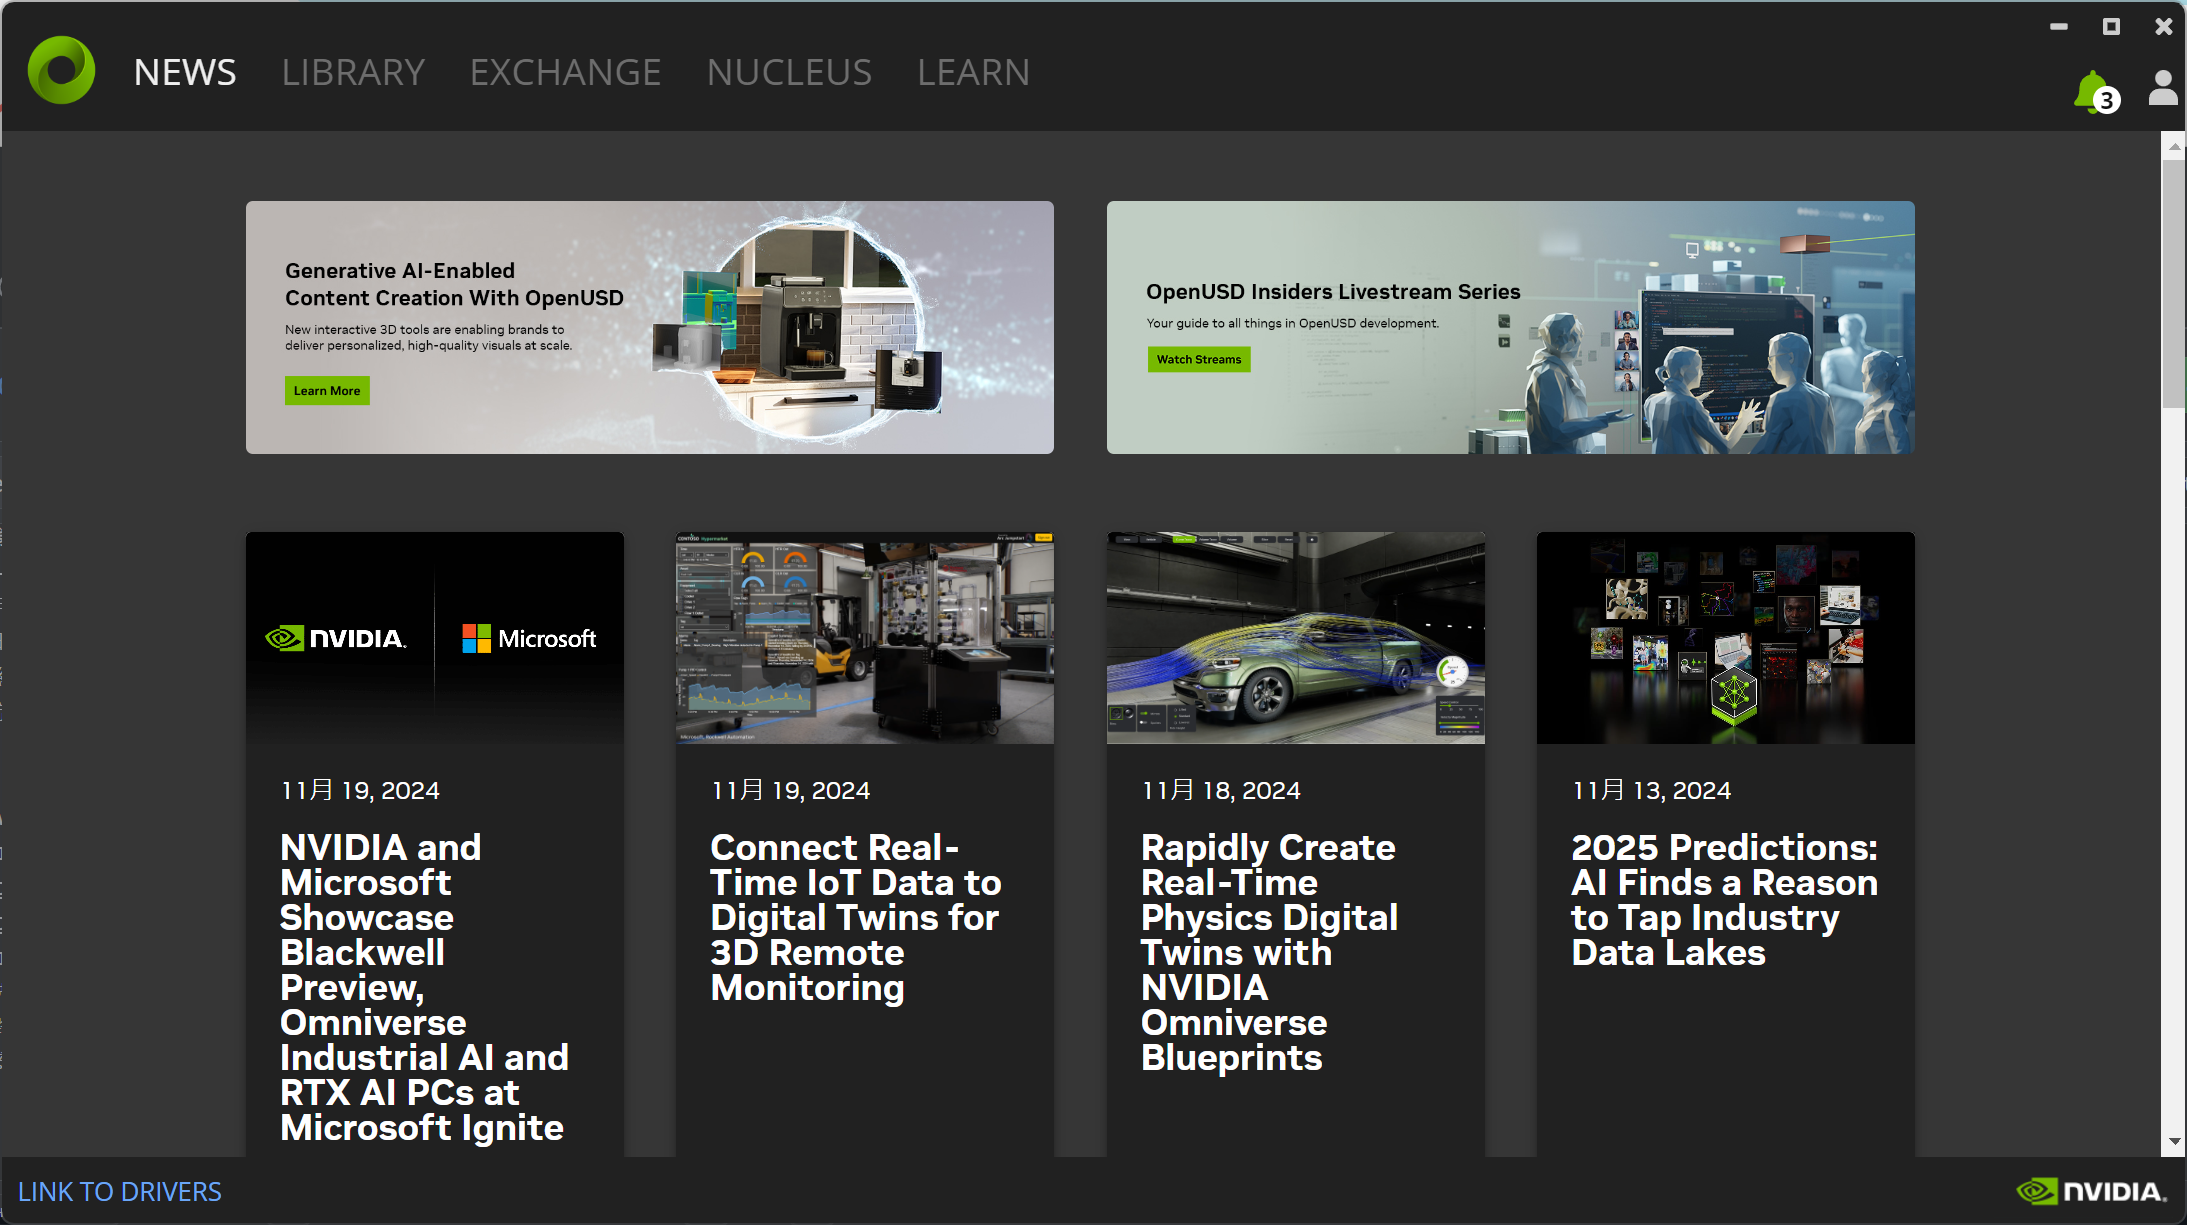 NEWS LIBRARY EXCHANGE NUCLEUS LEARN
3
Generative AI-Enabled
Content Creation With OpenUSD
New interactive 3D tools are enabling brands to
deliver personalized, high-quality visuals at scale.
Learn More
OpenUSD Insiders Livestream Series
Your guide to all things in OpenUSD development.
Watch Streams
NVIDIA.
Microsoft
CONTOSO Hypermarket
Microsoft, Rockwell Automation
11月 19, 2024
NVIDIA and
Microsoft
Showcase
Blackwell
Preview,
Omniverse
Industrial AI and
RTX AI PCs at
Microsoft Ignite
11月 19, 2024
Connect Real-
Time IoT Data to
Digital Twins for
3D Remote
Monitoring
11月 18, 2024
Rapidly Create
Real-Time
Physics Digital
Twins with
NVIDIA
Omniverse
Blueprints
11月 13, 2024
2025 Predictions:
AI Finds a Reason
to Tap Industry
Data Lakes
LINK TO DRIVERS
NVIDIA.